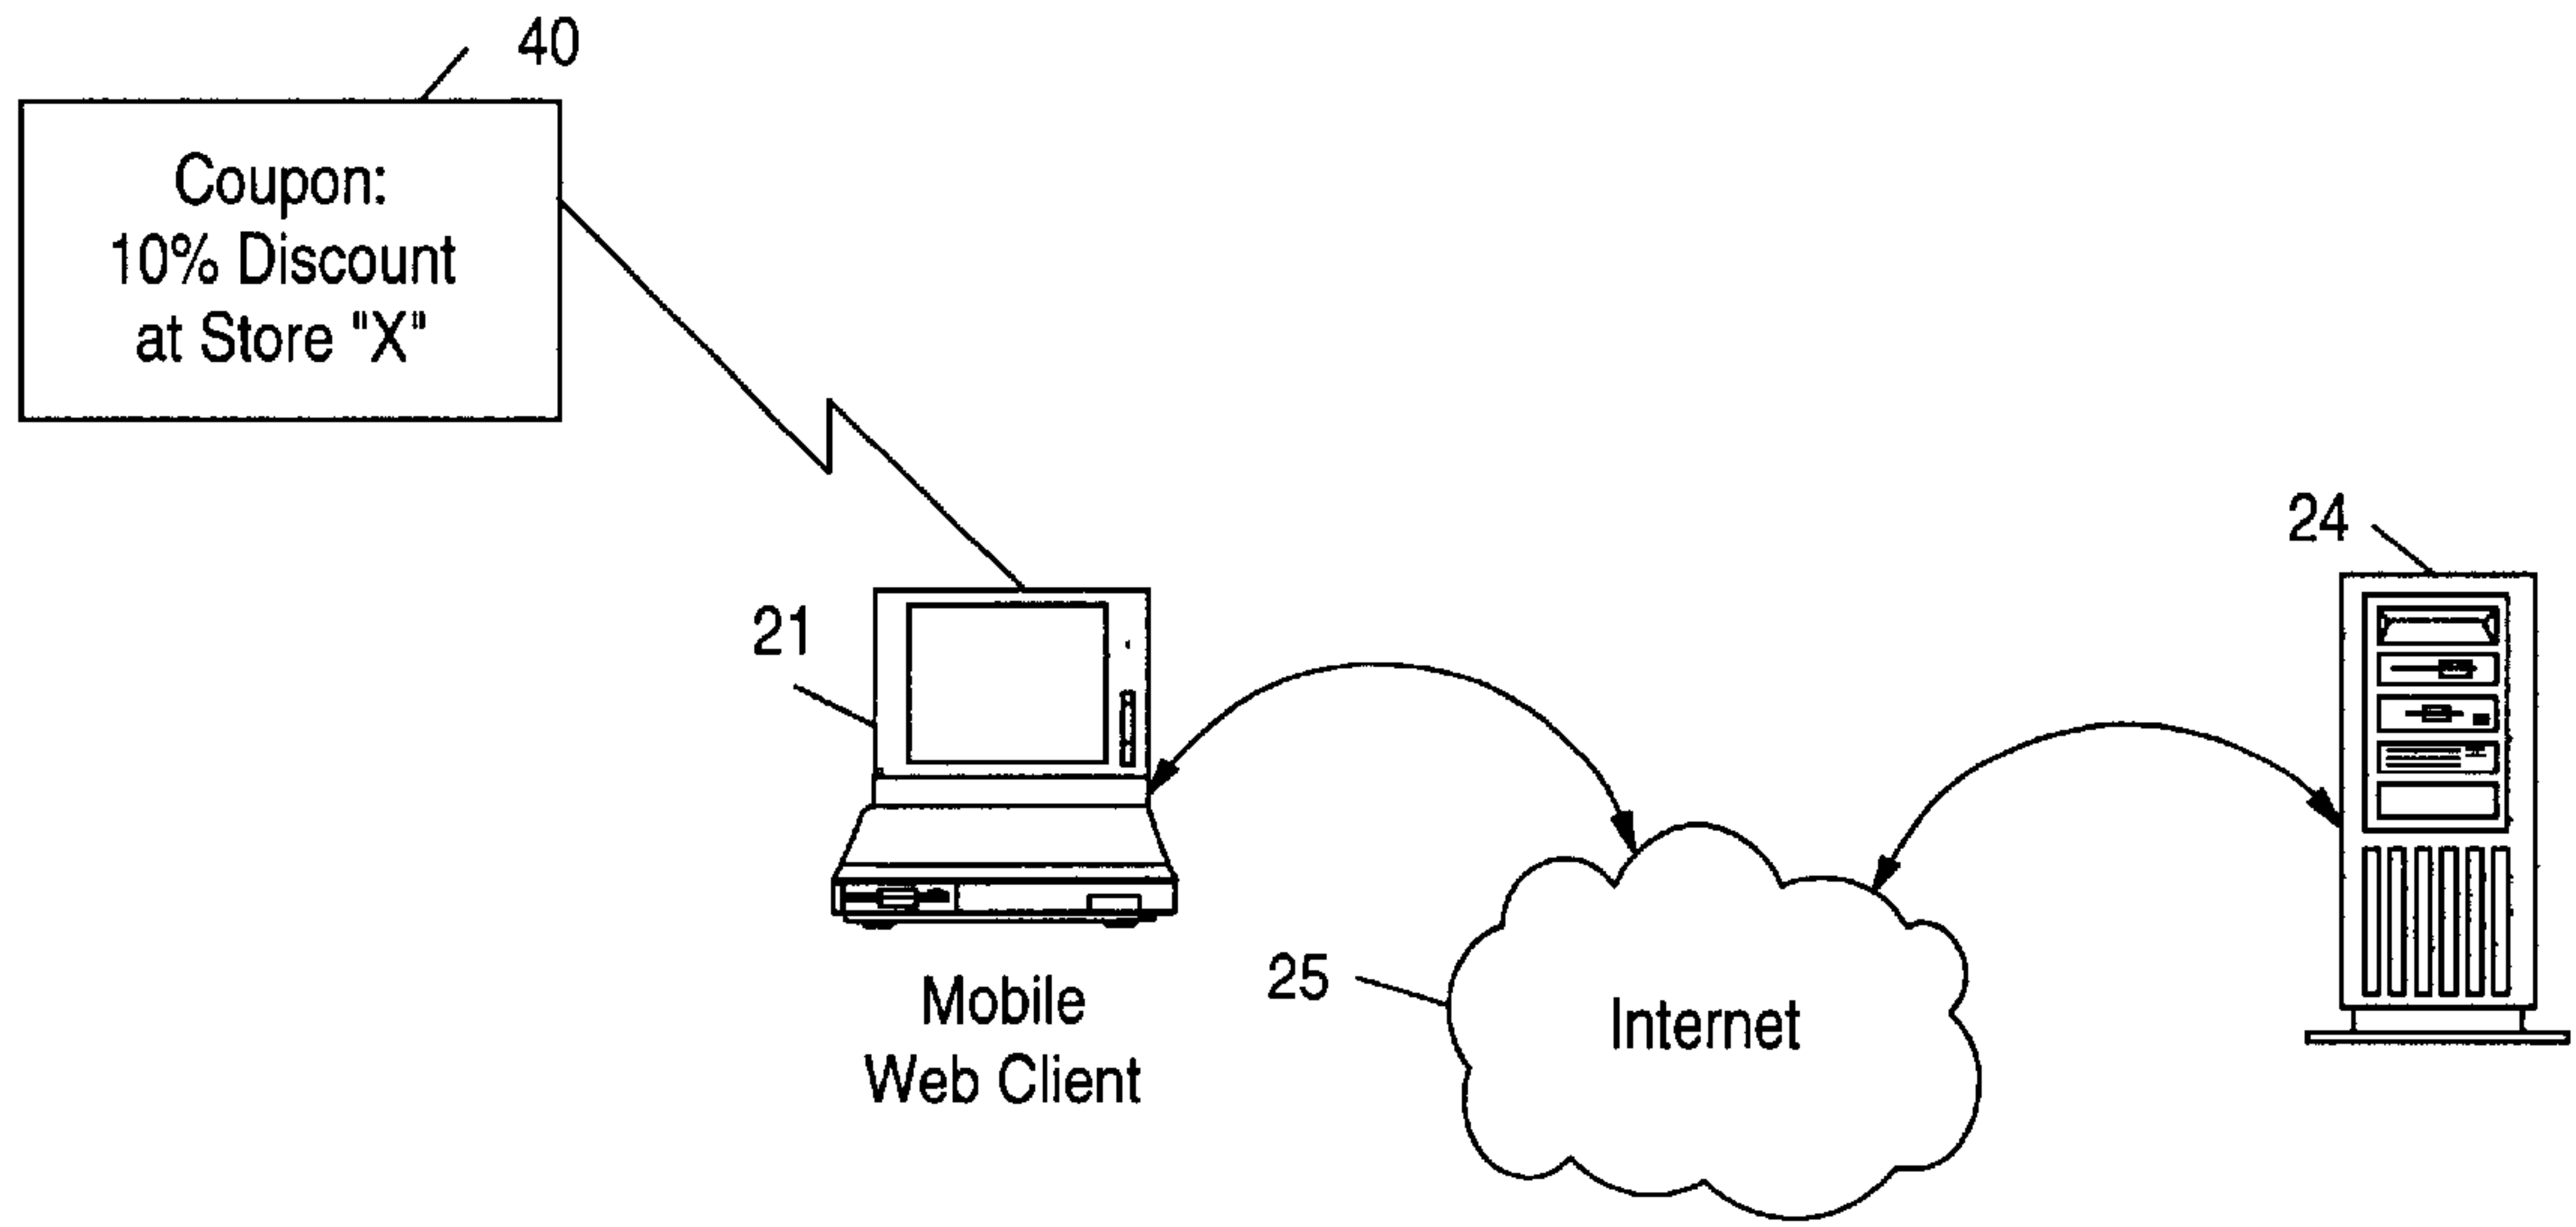 40
Coupon:
10% Discount
at Store "X"
24
21
25
Internet
Mobile
Web Client